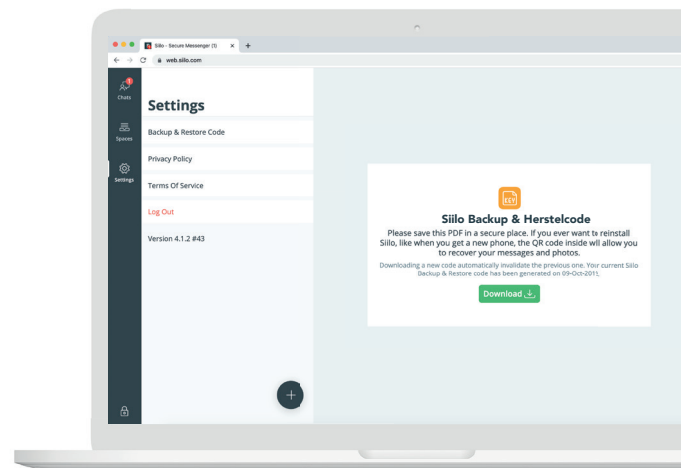 Siilo - Secure Messenger (1) × +
web.siilo.com
1
Chats
Spaces
Settings
Settings
Backup & Restore Code
Privacy Policy
Terms Of Service
Log Out
Version 4.1.2 #43
+
KEY
Siilo Backup & Herstelcode
Please save this PDF in a secure place. If you ever want to reinstall
Siilo, like when you get a new phone, the QR code inside will allow you
to recover your messages and photos.
Downloading a new code automatically invalidate the previous one. Your current Siilo
Backup & Restore code has been generated on 09-Oct-2011.
Download